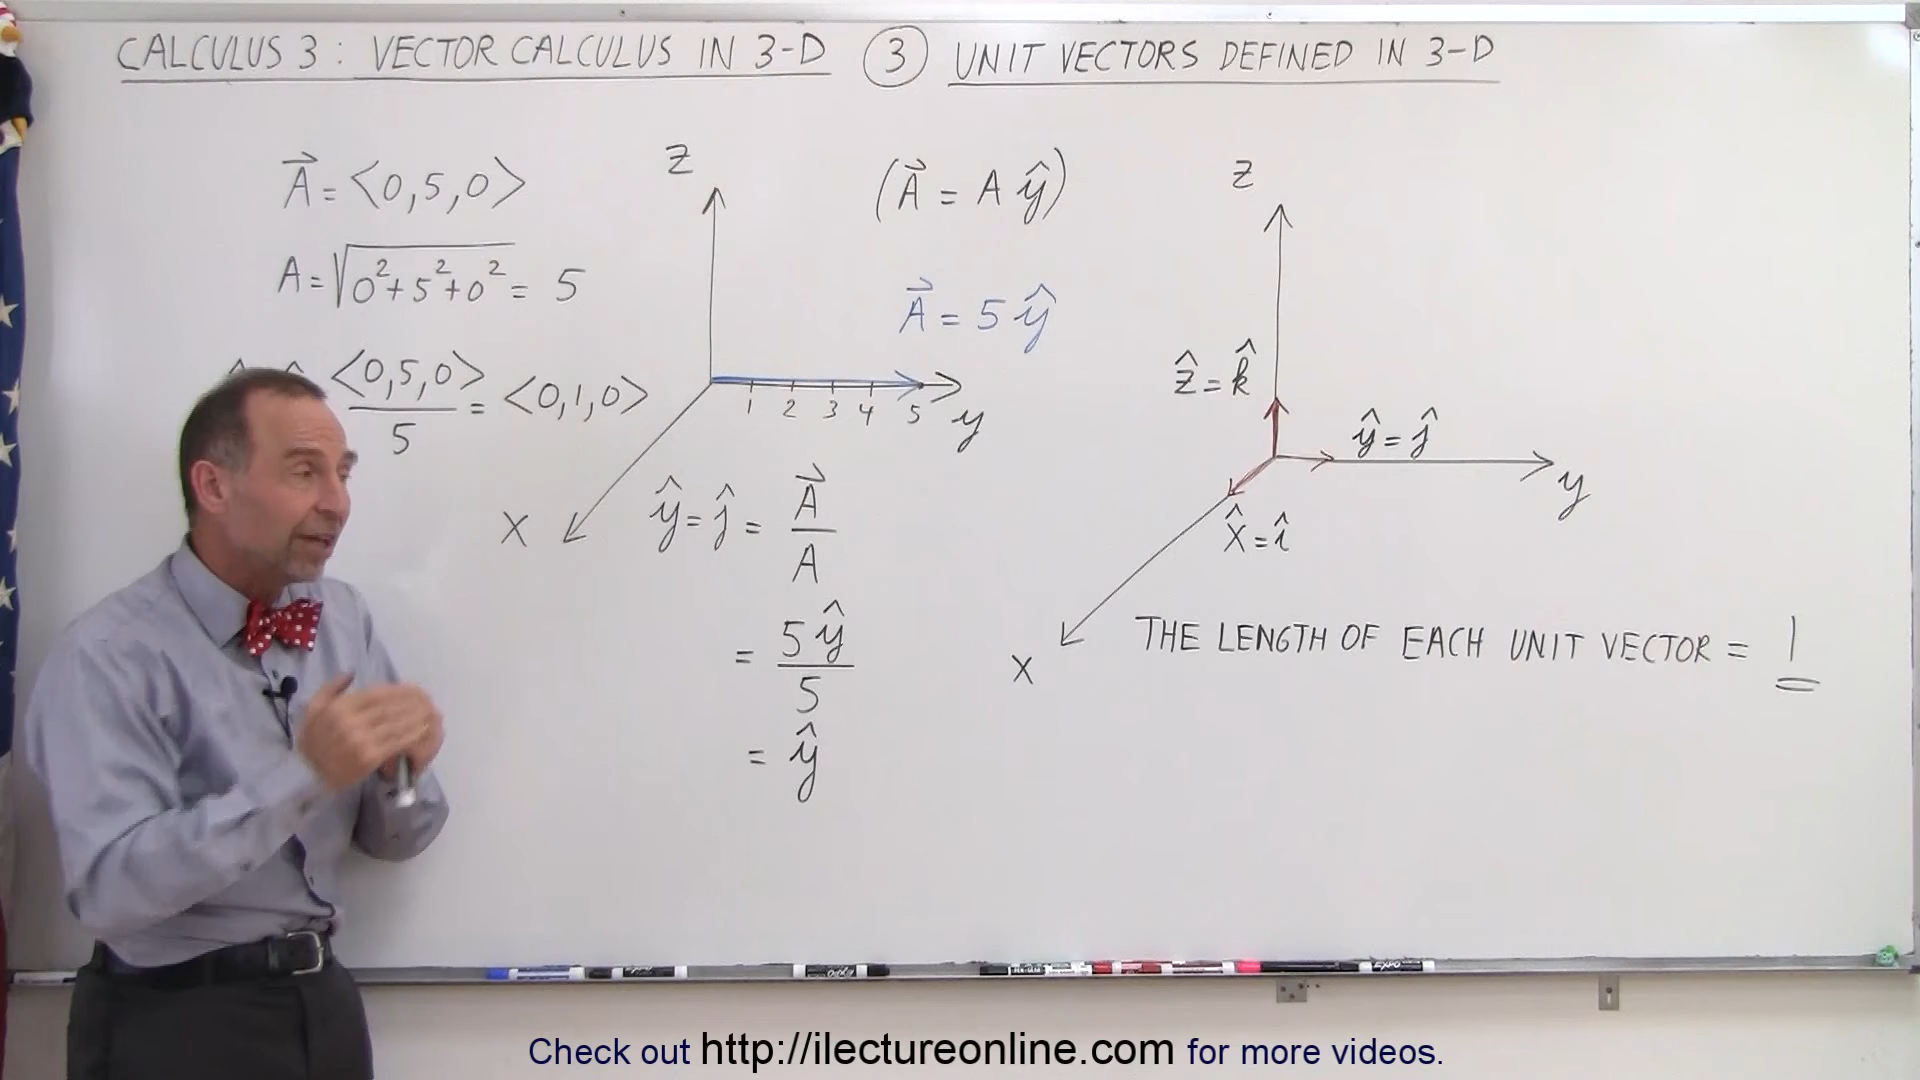 CALCULUS 3: VECTOR CALCULUS IN 3-D ③ UNIT VECTORS DEFINED IN 3-D
A⃗ = <0,5,0>
A = √(0²+5²+0²) = 5
<0,5,0>/5 = <0,1,0>
z
1 2 3 4 5 y
x
(A⃗ = A ŷ)
A⃗ = 5 ŷ
ŷ = ĵ = A⃗/A
= 5ŷ/5
= ŷ
z
ẑ = k̂
ŷ = ĵ
y
x̂ = î
x
THE LENGTH OF EACH UNIT VECTOR = 1
EXPO
Check out http://ilectureonline.com for more videos.